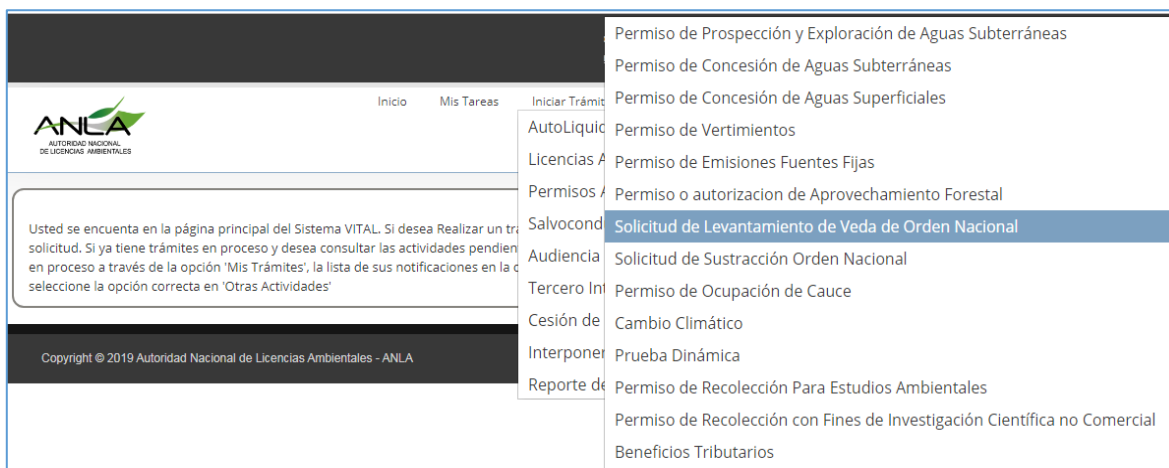 Permiso de Prospección y Exploración de Aguas Subterráneas
Permiso de Concesión de Aguas Subterráneas
Permiso de Concesión de Aguas Superficiales
Permiso de Vertimientos
Permiso de Emisiones Fuentes Fijas
Permiso o autorizacion de Aprovechamiento Forestal
Solicitud de Levantamiento de Veda de Orden Nacional
Solicitud de Sustracción Orden Nacional
Permiso de Ocupación de Cauce
Cambio Climático
Prueba Dinámica
Permiso de Recolección Para Estudios Ambientales
Permiso de Recolección con Fines de Investigación Científica no Comercial
Beneficios Tributarios
ANLA
AUTORIDAD NACIONAL
DE LICENCIAS AMBIENTALES
Inicio Mis Tareas Iniciar Trámit
AutoLiquid
Licencias A
Permisos A
Salvocond
Audiencia
Tercero Int
Cesión de
Interponer
Reporte de
Usted se encuenta en la página principal del Sistema VITAL. Si desea Realizar un tr
solicitud. Si ya tiene trámites en proceso y desea consultar las actividades pendien
en proceso a través de la opción 'Mis Trámites', la lista de sus notificaciones en la
seleccione la opción correcta en 'Otras Actividades'
Copyright © 2019 Autoridad Nacional de Licencias Ambientales - ANLA